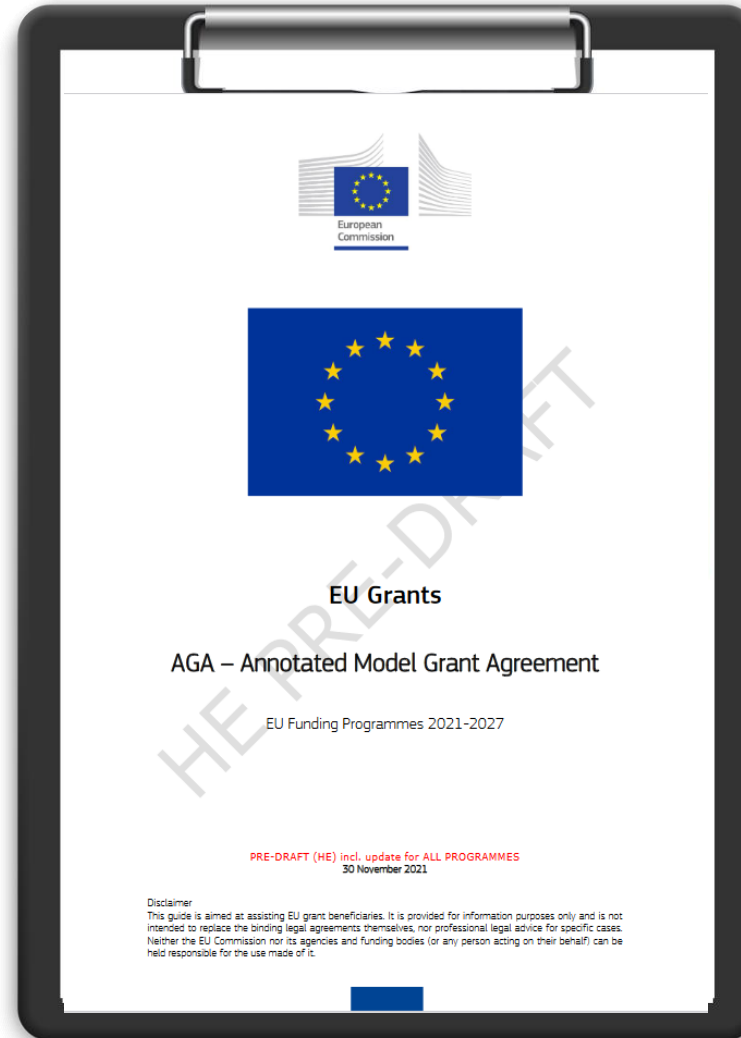 European
Commission
EU Grants
AGA – Annotated Model Grant Agreement
EU Funding Programmes 2021-2027
HE PRE-DRAFT
PRE-DRAFT (HE) incl. update for ALL PROGRAMMES
30 November 2021
Disclaimer
This guide is aimed at assisting EU grant beneficiaries. It is provided for information purposes only and is not
intended to replace the binding legal agreements themselves, nor professional legal advice for specific cases.
Neither the EU Commission nor its agencies and funding bodies (or any person acting on their behalf) can be
held responsible for the use made of it.